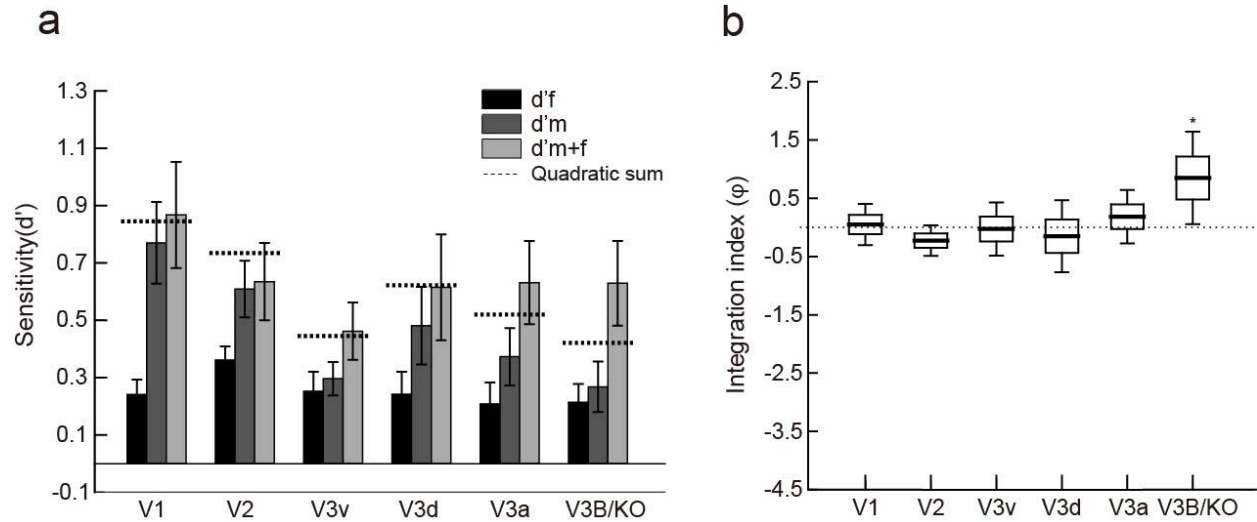 a
1.3
1.1
0.9
0.7
0.5
0.3
0.1
-0.1
Sensitivity(d')
d'f
d'm
d'm+f
Quadratic sum
V1 V2 V3v V3d V3a V3B/KO
b
2.5
1.5
0.5
-0.5
-1.5
-2.5
-3.5
-4.5
Integration index (φ)
*
V1 V2 V3v V3d V3a V3B/KO